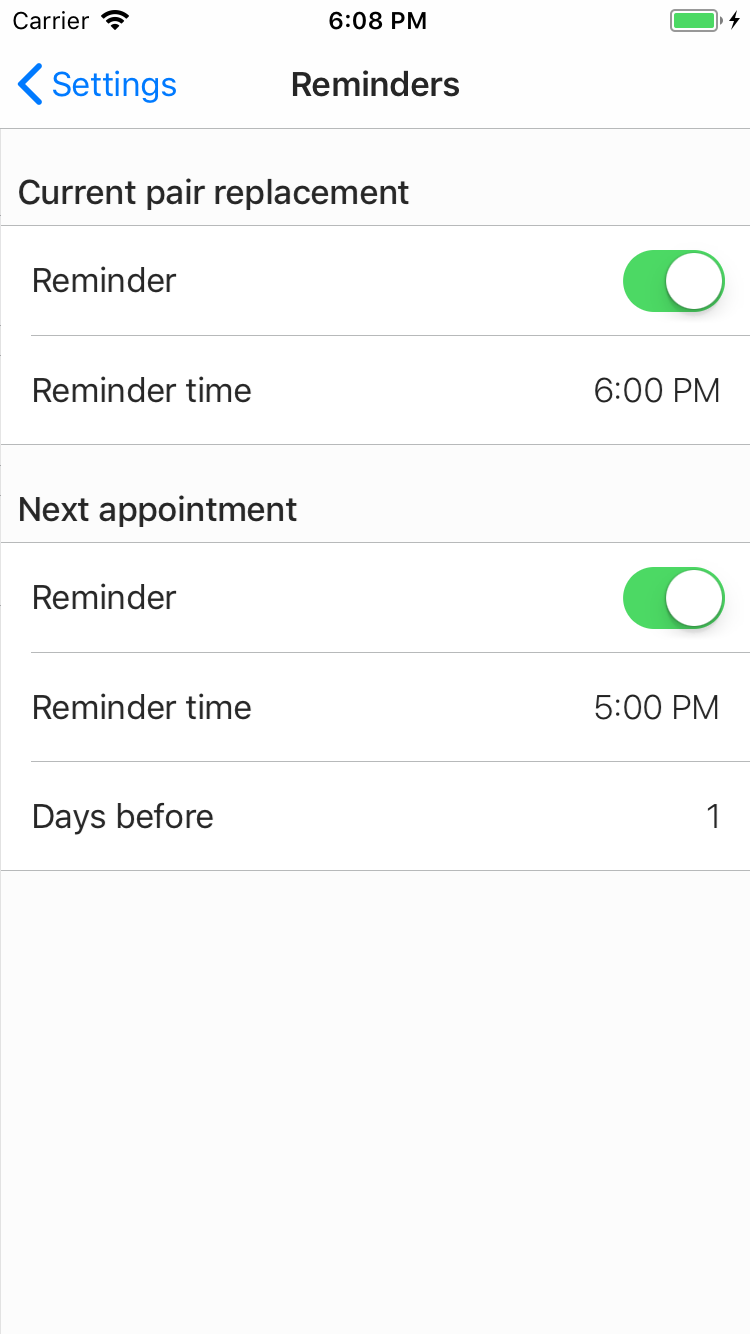 Carrier 6:08 PM
Settings Reminders
Current pair replacement
Reminder
Reminder time 6:00 PM
Next appointment
Reminder
Reminder time 5:00 PM
Days before 1